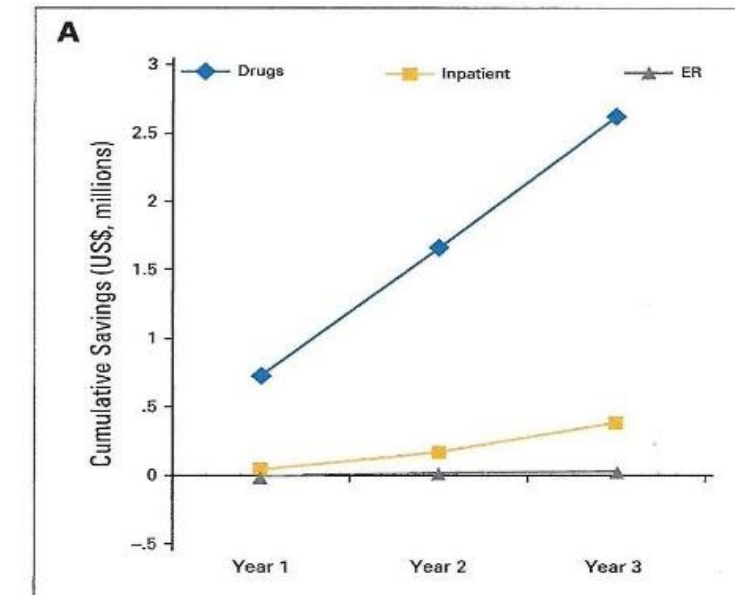 A
Drugs Inpatient ER
Cumulative Savings (US$, millions)
3
2.5
2
1.5
1
.5
0
–.5
Year 1 Year 2 Year 3